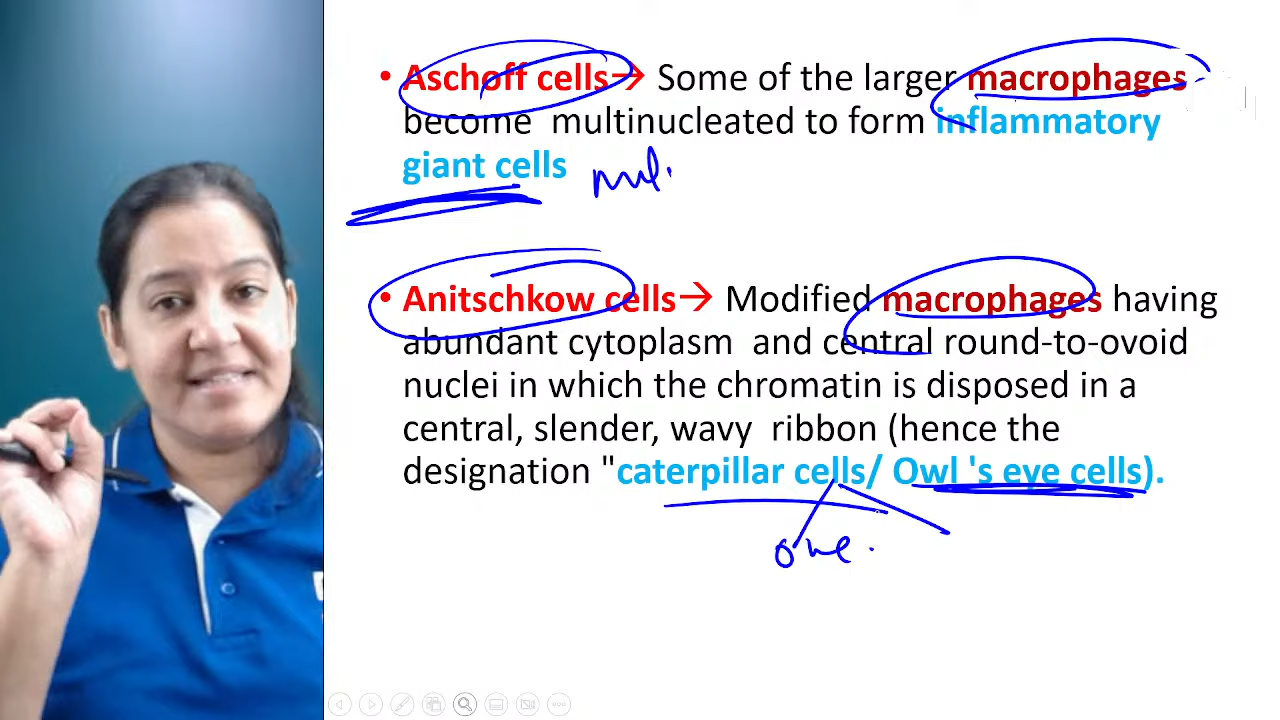 • Aschoff cells→ Some of the larger macrophages
become multinucleated to form inflammatory
giant cells mul.
• Anitschkow cells→ Modified macrophages having
abundant cytoplasm and central round-to-ovoid
nuclei in which the chromatin is disposed in a
central, slender, wavy ribbon (hence the
designation "caterpillar cells/ Owl 's eye cells).
one.